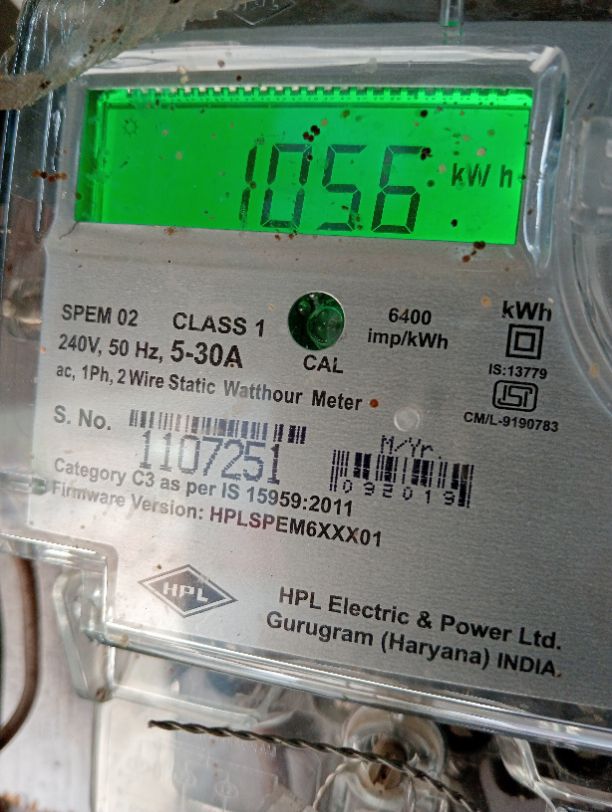 HPL
1056 kWh
SPEM 02 CLASS 1
240V, 50 Hz, 5-30A
ac, 1Ph, 2 Wire Static Watthour Meter
CAL
6400
imp/kWh
kWh
IS:13779
ISI
CM/L-9190783
S. No.
1107251
M/Yr.
092019
Category C3 as per IS 15959:2011
Firmware Version: HPLSPEM6XXX01
HPL
HPL Electric & Power Ltd.
Gurugram (Haryana) INDIA